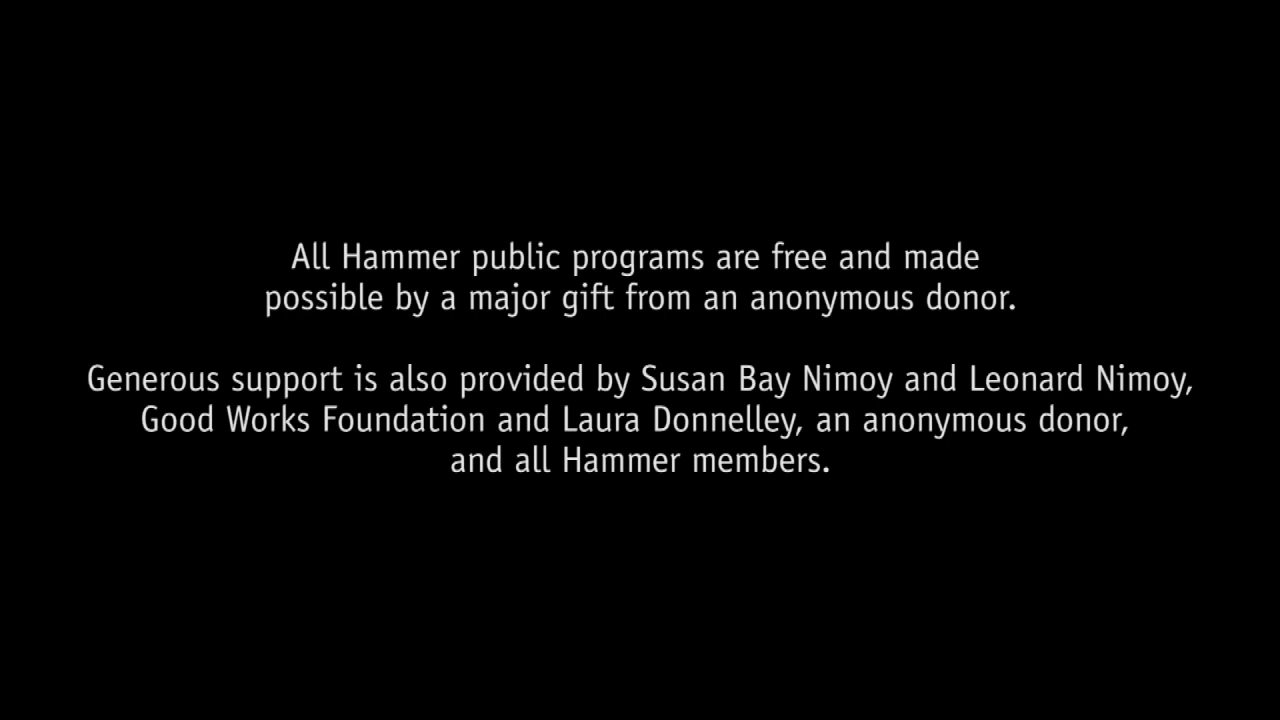 All Hammer public programs are free and made
possible by a major gift from an anonymous donor.
Generous support is also provided by Susan Bay Nimoy and Leonard Nimoy,
Good Works Foundation and Laura Donnelley, an anonymous donor,
and all Hammer members.